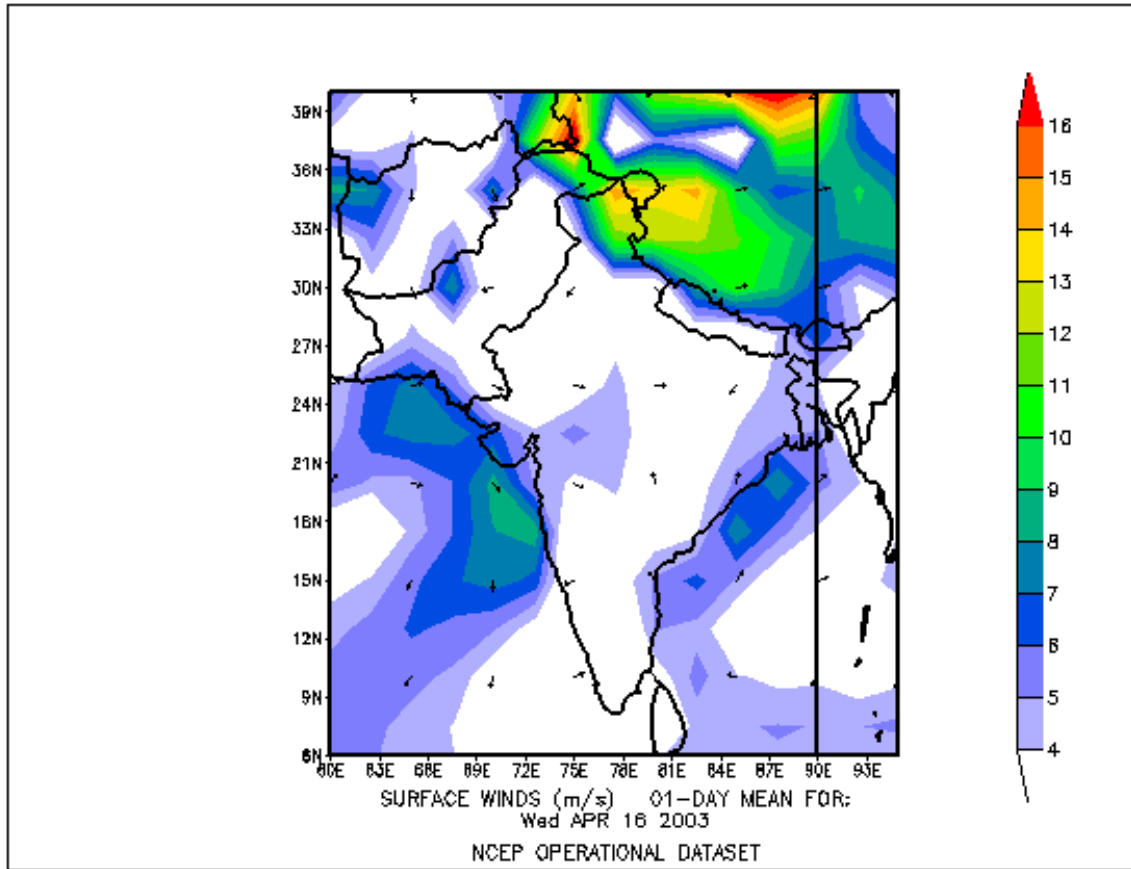 39N
36N
33N
30N
27N
24N
21N
18N
15N
12N
9N
6N
60E 63E 66E 69E 72E 75E 78E 81E 84E 87E 90E 93E
16
15
14
13
12
11
10
9
8
7
6
5
4
SURFACE WINDS (m/s) 01-DAY MEAN FOR:
Wed APR 16 2003
NCEP OPERATIONAL DATASET